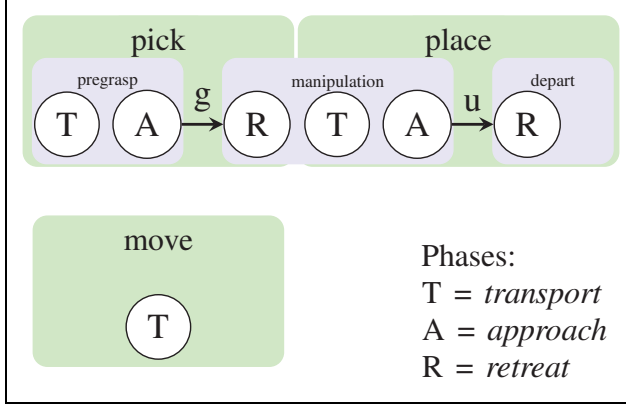 pick place
pregrasp manipulation depart
T A g R T A u R
move
T
Phases:
T = transport
A = approach
R = retreat